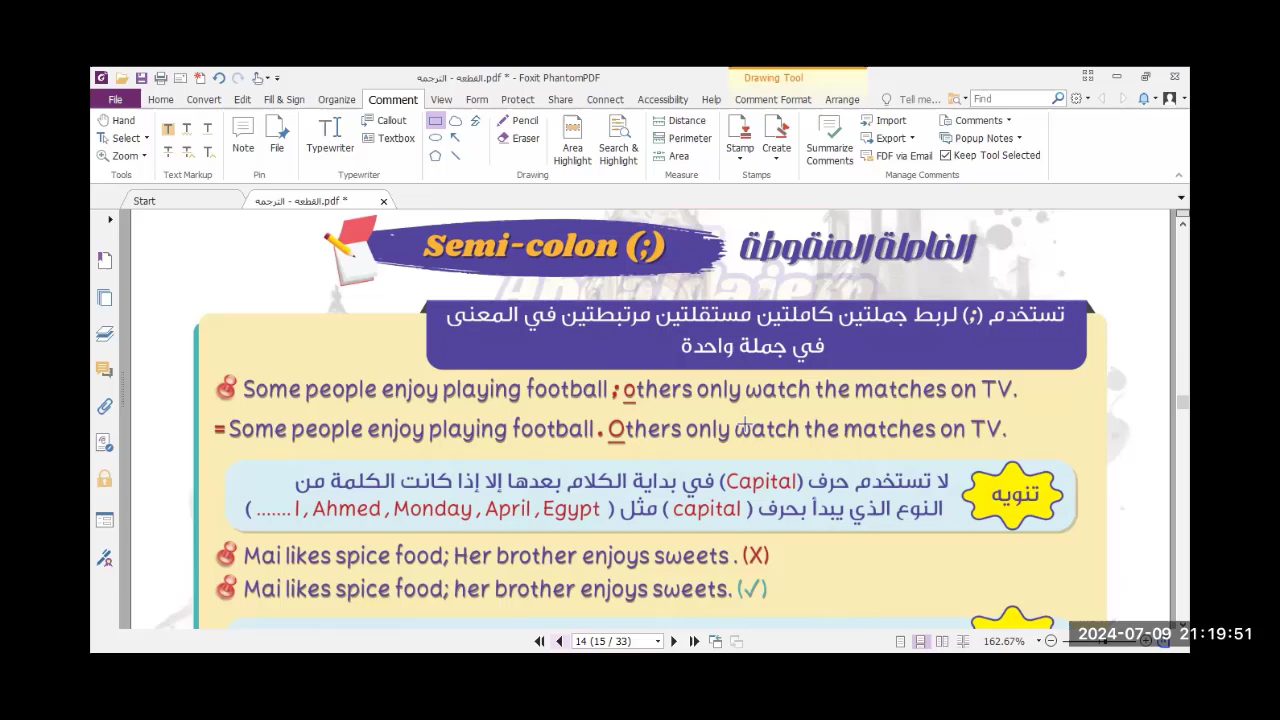 القطعه - الترجمه.pdf * - Foxit PhantomPDF
Drawing Tool
File Home Convert Edit Fill & Sign Organize Comment View Form Protect Share Connect Accessibility Help Comment Format Arrange Tell me... Find
Hand
Select
Zoom
Tools
Text Markup
Note
File
Pin
Typewriter
Callout
Textbox
Typewriter
Pencil
Eraser
Area Highlight
Search & Highlight
Drawing
Distance
Perimeter
Area
Measure
Stamp
Create
Stamps
Summarize Comments
Import
Export
FDF via Email
Comments
Popup Notes
Keep Tool Selected
Manage Comments
Start
القطعه - الترجمه.pdf *
Semi-colon (;) الفاصلة المنقوطة
تستخدم (;) لربط جملتين كاملتين مستقلتين مرتبطتين في المعنى
في جملة واحدة
Some people enjoy playing football ; others only watch the matches on TV.
= Some people enjoy playing football . Others only watch the matches on TV.
تنويه
لا تستخدم حرف (Capital) في بداية الكلام بعدها إلا إذا كانت الكلمة من
النوع الذي يبدأ بحرف ( capital ) مثل ( I , Ahmed , Monday , April , Egypt ....... )
Mai likes spice food; Her brother enjoys sweets . (X)
Mai likes spice food; her brother enjoys sweets. (✓)
14 (15 / 33)
162.67%
2024-07-09 21:19:51